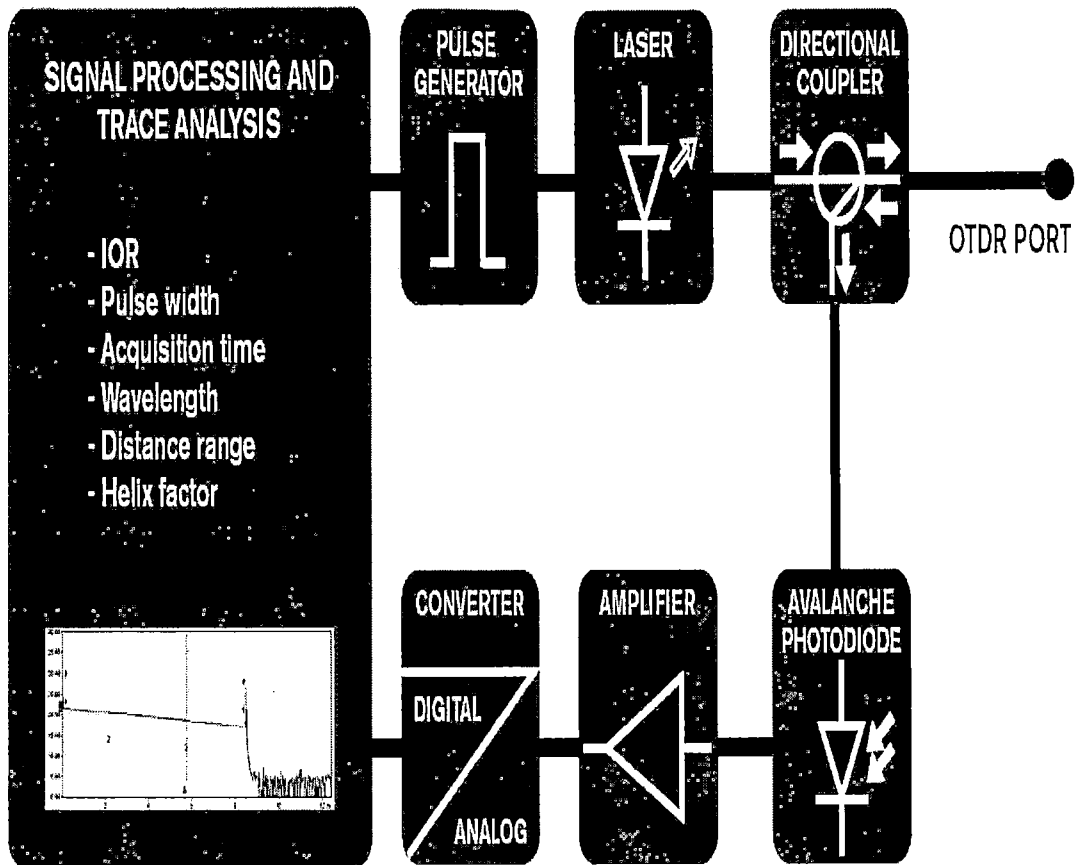 SIGNAL PROCESSING AND
TRACE ANALYSIS
- IOR
- Pulse width
- Acquisition time
- Wavelength
- Distance range
- Helix factor
PULSE
GENERATOR
LASER
DIRECTIONAL
COUPLER
OTDR PORT
CONVERTER
DIGITAL
ANALOG
AMPLIFIER
AVALANCHE
PHOTODIODE